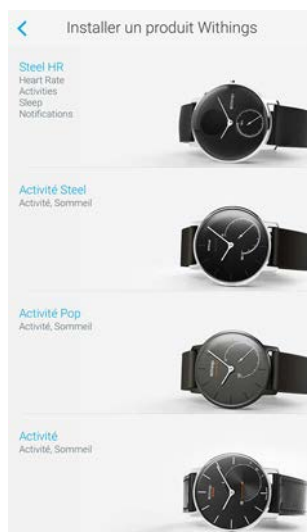 Installer un produit Withings
Steel HR
Heart Rate
Activities
Sleep
Notifications
Activité Steel
Activité, Sommeil
Activité Pop
Activité, Sommeil
Activité
Activité, Sommeil